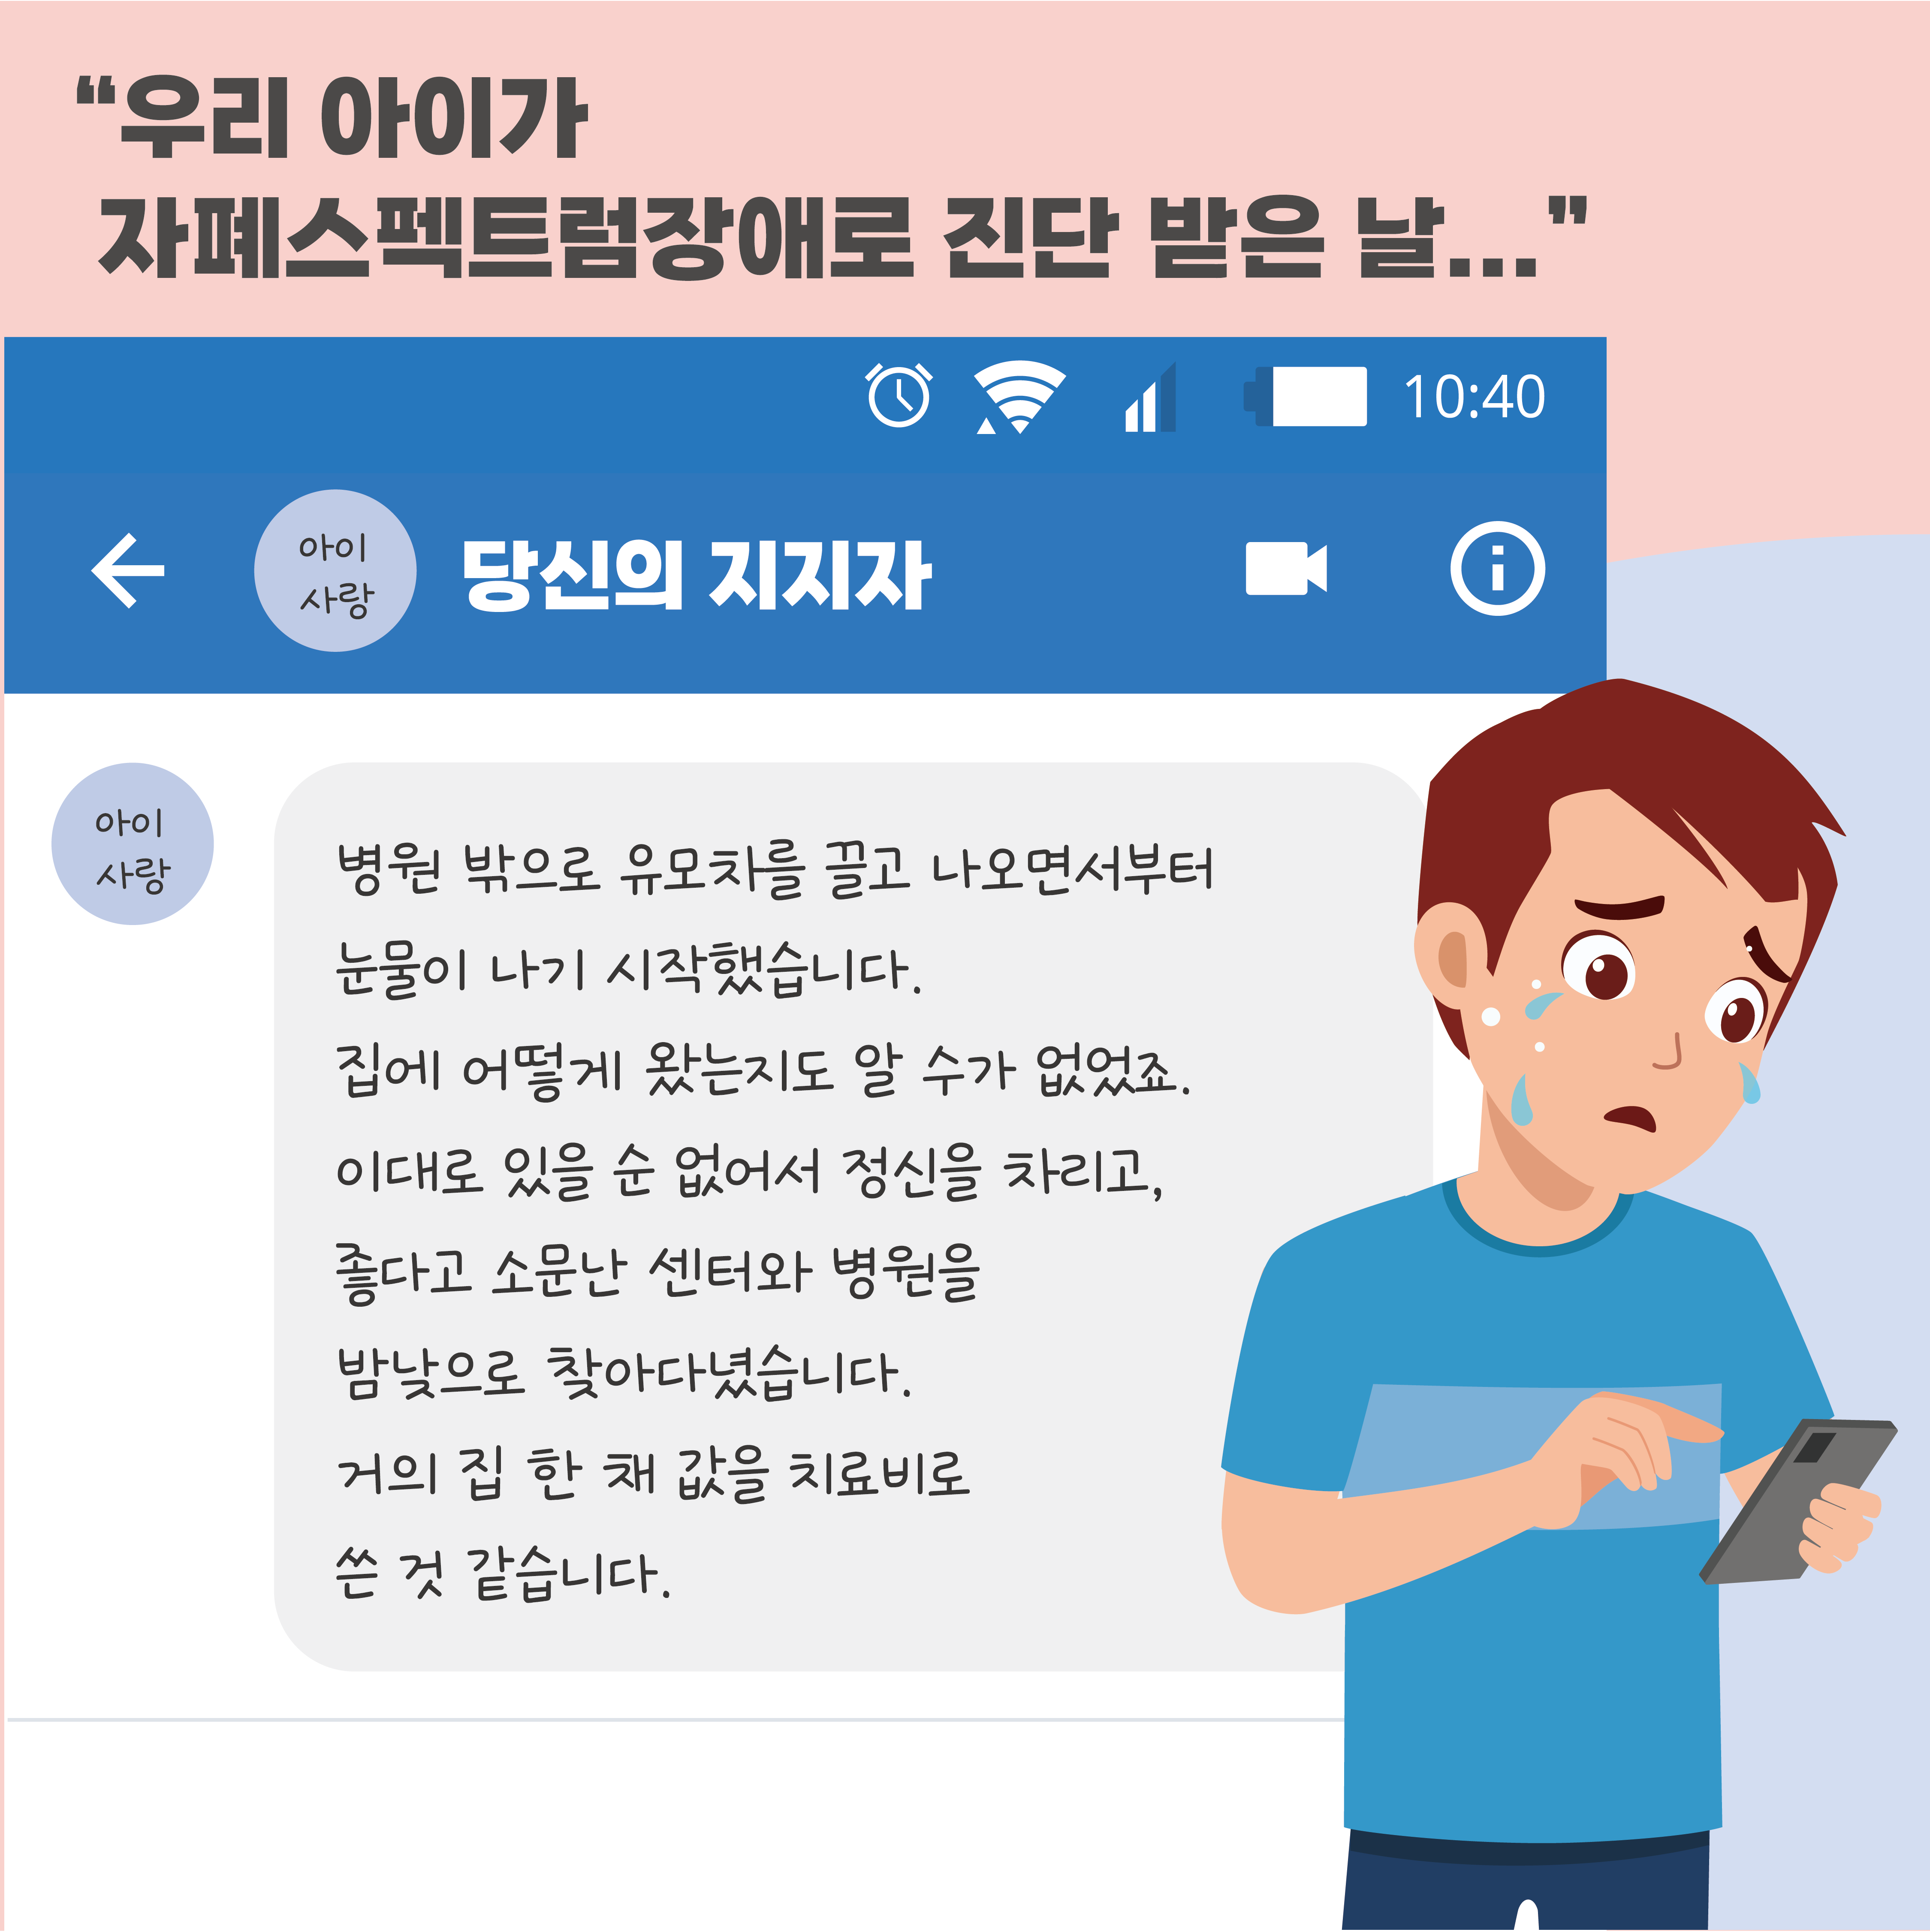 “우리 아이가
자폐스펙트럼장애로 진단 받은 날...”
10:40
아이
사랑
당신의 지지자
아이
사랑
병원 밖으로 유모차를 끌고 나오면서부터
눈물이 나기 시작했습니다.
집에 어떻게 왔는지도 알 수가 없었죠.
이대로 있을 순 없어서 정신을 차리고,
좋다고 소문난 센터와 병원을
밤낮으로 찾아다녔습니다.
거의 집 한 채 값을 치료비로
쓴 것 같습니다.